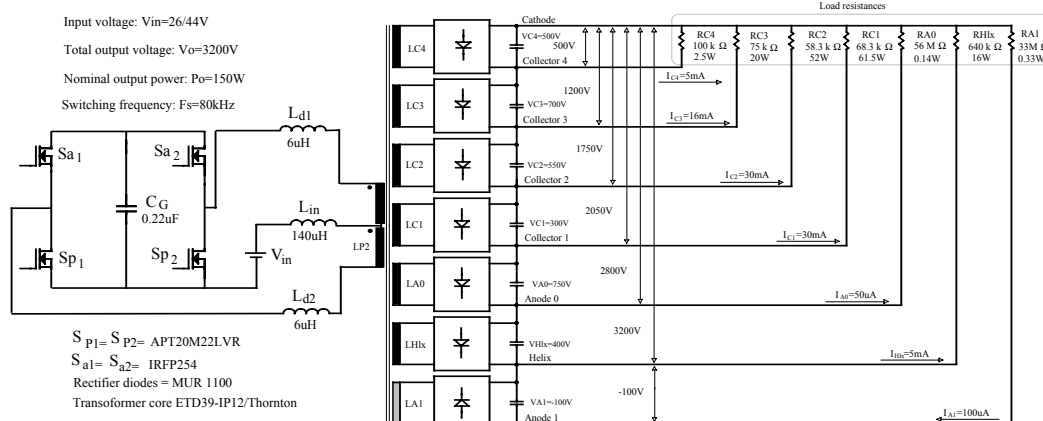 Input voltage: Vin=26/44V
Total output voltage: Vo=3200V
Nominal output power: Po=150W
Switching frequency: Fs=80kHz
Ld1
6uH
Sa1
Sa2
CG
0.22uF
Lin
140uH
LP2
Sp1
Sp2
Vin
Ld2
6uH
S P1= S P2= APT20M22LVR
Sa1= Sa2= IRFP254
Rectifier diodes = MUR 1100
Transoformer core ETD39-IP12/Thornton
LC4
LC3
LC2
LC1
LA0
LHlx
LA1
Cathode
VC4=500V
500V
Collector 4
1200V
VC3=700V
Collector 3
1750V
VC2=550V
Collector 2
2050V
VC1=300V
Collector 1
2800V
VA0=750V
Anode 0
3200V
VHlx=400V
Helix
-100V
VA1=-100V
Anode 1
Load resistances
RC4
100 k Ω
2.5W
RC3
75 k Ω
20W
RC2
58.3 k Ω
52W
RC1
68.3 k Ω
61.5W
RA0
56 M Ω
0.14W
RHlx
640 k Ω
16W
RA1
33M Ω
0.33W
IC4=5mA
IC3=16mA
IC2=30mA
IC1=30mA
IA0=50uA
IHlx=5mA
IA1=100uA